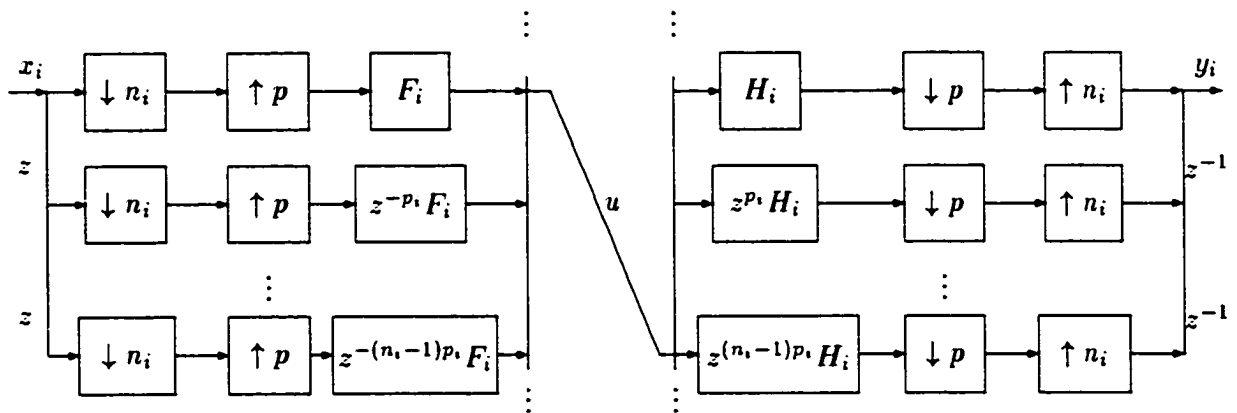 ⋮ ⋮
x_i ↓ n_i ↑ p F_i H_i ↓ p ↑ n_i y_i
z z^{-1}
↓ n_i ↑ p z^{-p_i} F_i u z^{p_i} H_i ↓ p ↑ n_i
⋮ ⋮
z z^{-1}
↓ n_i ↑ p z^{-(n_i-1)p_i} F_i z^{(n_i-1)p_i} H_i ↓ p ↑ n_i
⋮ ⋮